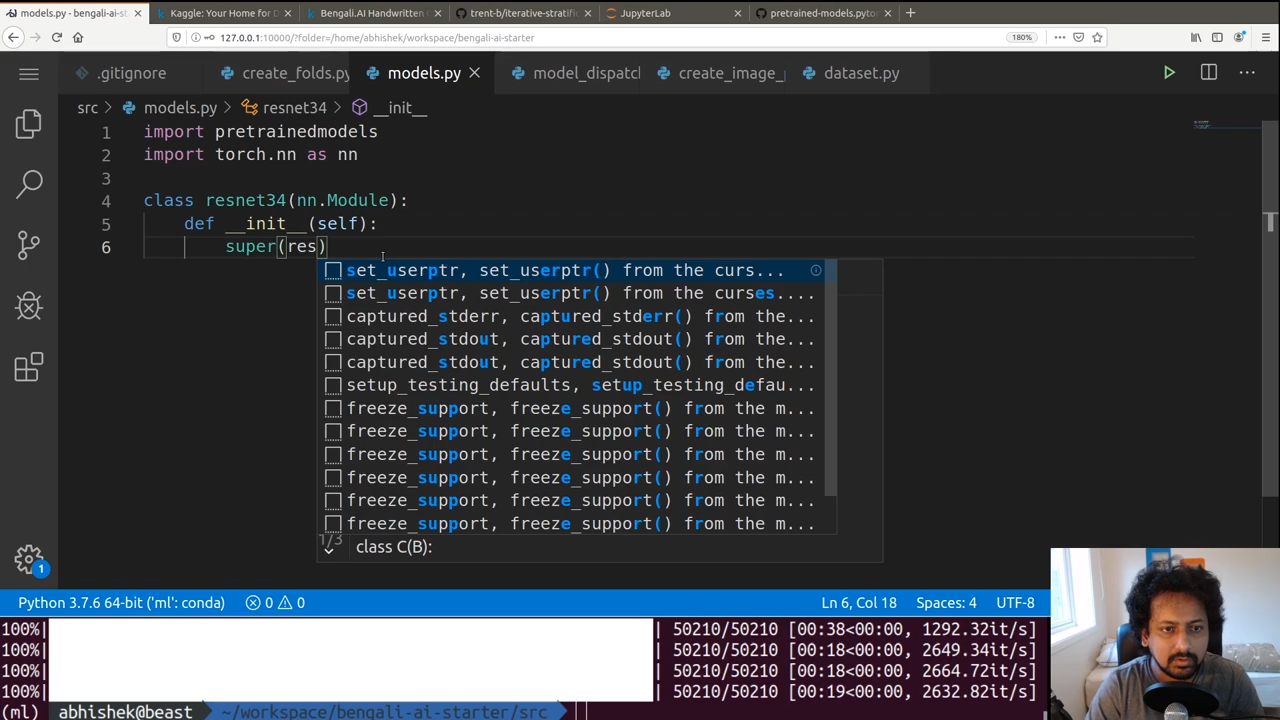 models.py - bengali-ai-sta
Kaggle: Your Home for D
Bengali.AI Handwritten G
trent-b/iterative-stratifi
JupyterLab
pretrained-models.pytor
127.0.0.1:10000/?folder=/home/abhishek/workspace/bengali-ai-starter
180%
.gitignore
create_folds.py
models.py
model_dispatc
create_image_
dataset.py
src > models.py > resnet34 > __init__
1 import pretrainedmodels
2 import torch.nn as nn
3
4 class resnet34(nn.Module):
5 def __init__(self):
6 super(res)
set_userptr, set_userptr() from the curs...
set_userptr, set_userptr() from the curses....
captured_stderr, captured_stderr() from the...
captured_stdout, captured_stdout() from the...
captured_stdout, captured_stdout() from the...
setup_testing_defaults, setup_testing_defau...
freeze_support, freeze_support() from the m...
freeze_support, freeze_support() from the m...
freeze_support, freeze_support() from the m...
freeze_support, freeze_support() from the m...
freeze_support, freeze_support() from the m...
freeze_support, freeze_support() from the m...
1/3
class C(B):
1
Python 3.7.6 64-bit ('ml': conda)
0 0
Ln 6, Col 18
Spaces: 4
UTF-8
100%| | 50210/50210 [00:38<00:00, 1292.32it/s]
100%| | 50210/50210 [00:18<00:00, 2649.34it/s]
100%| | 50210/50210 [00:18<00:00, 2664.72it/s]
100%| | 50210/50210 [00:19<00:00, 2632.82it/s]
(ml) abhishek@beast ~/workspace/bengali-ai-starter/src